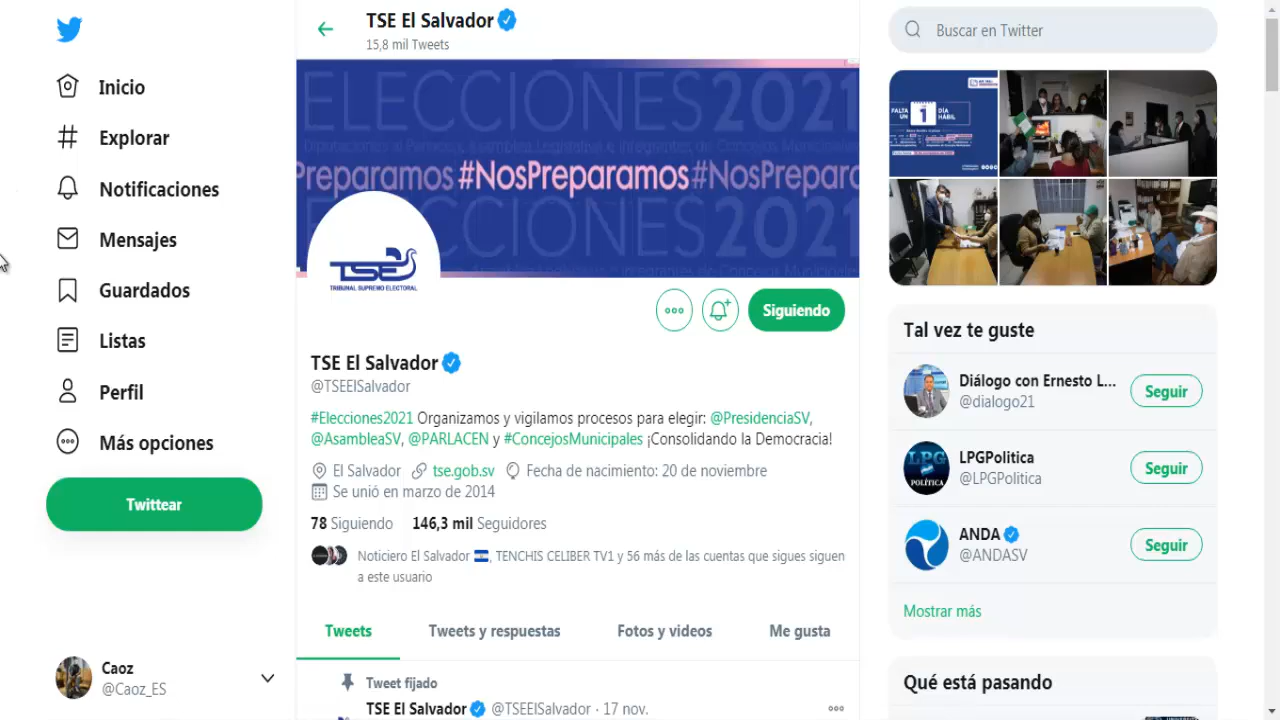 TSE El Salvador
15,8 mil Tweets
Inicio
Explorar
Notificaciones
Mensajes
Guardados
Listas
Perfil
Más opciones
Twittear
Caoz
@Caoz_ES
ELECCIONES2021
Preparamos #NosPreparamos #NosPrepara
ECCIONES2021
TSE
TRIBUNAL SUPREMO ELECTORAL
Siguiendo
TSE El Salvador
@TSEElSalvador
#Elecciones2021 Organizamos y vigilamos procesos para elegir: @PresidenciaSV,
@AsambleaSV, @PARLACEN y #ConcejosMunicipales ¡Consolidando la Democracia!
El Salvador tse.gob.sv Fecha de nacimiento: 20 de noviembre
Se unió en marzo de 2014
78 Siguiendo 146,3 mil Seguidores
Noticiero El Salvador, TENCHIS CELIBER TV1 y 56 más de las cuentas que sigues siguen
a este usuario
Tweets Tweets y respuestas Fotos y videos Me gusta
Tweet fijado
TSE El Salvador @TSEElSalvador · 17 nov.
Buscar en Twitter
FALTA
UN 1 DÍA
HÁBIL
Tal vez te guste
Diálogo con Ernesto L...
@dialogo21
Seguir
LPG
POLÍTICA
LPGPolitica
@LPGPolitica
Seguir
ANDA
@ANDASV
Seguir
Mostrar más
Qué está pasando